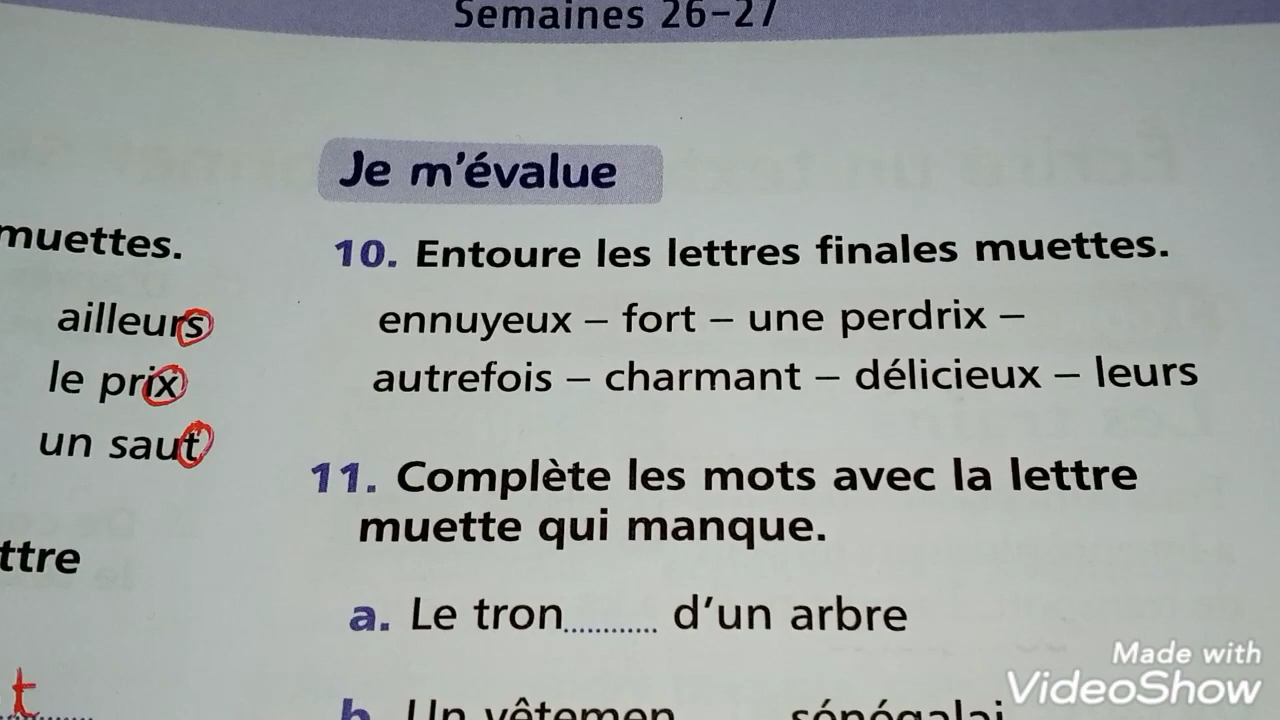 Semaines 26–27
muettes.
ailleurs
le prix
un saut
ttre
t
Je m'évalue
10. Entoure les lettres finales muettes.
ennuyeux – fort – une perdrix –
autrefois – charmant – délicieux – leurs
11. Complète les mots avec la lettre
muette qui manque.
a. Le tron............ d'un arbre
b. Un vêtemen
Made with
VideoShow